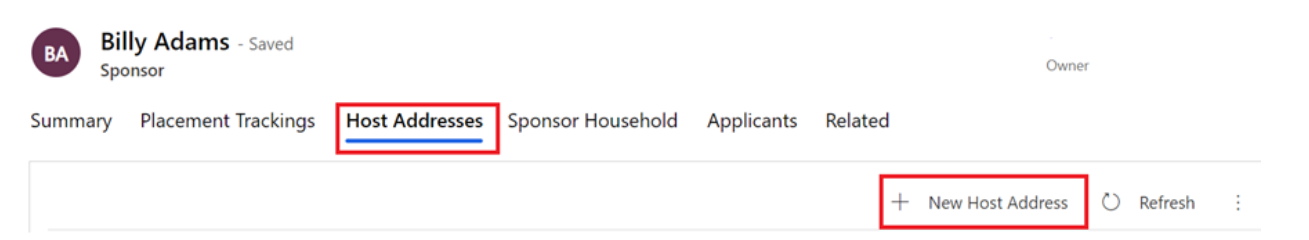 BA
Billy Adams - Saved
Sponsor
Owner
Summary Placement Trackings Host Addresses Sponsor Household Applicants Related
+ New Host Address Refresh